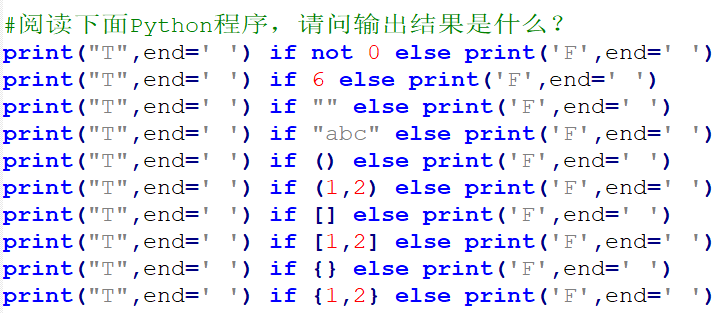 #阅读下面Python程序，请问输出结果是什么？
print("T",end=' ') if not 0 else print('F',end=' ')
print("T",end=' ') if 6 else print('F',end=' ')
print("T",end=' ') if "" else print('F',end=' ')
print("T",end=' ') if "abc" else print('F',end=' ')
print("T",end=' ') if () else print('F',end=' ')
print("T",end=' ') if (1,2) else print('F',end=' ')
print("T",end=' ') if [] else print('F',end=' ')
print("T",end=' ') if [1,2] else print('F',end=' ')
print("T",end=' ') if {} else print('F',end=' ')
print("T",end=' ') if {1,2} else print('F',end=' ')